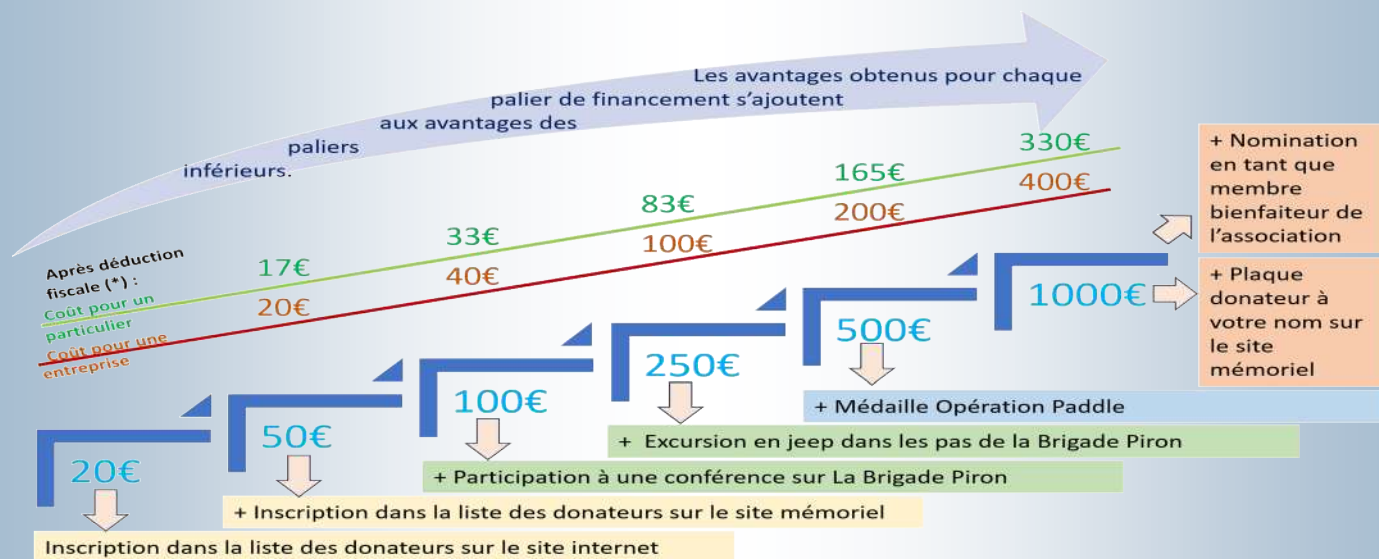 Les avantages obtenus pour chaque
palier de financement s'ajoutent
aux avantages des
paliers
inférieurs.
Après déduction
fiscale (*) :
Coût pour un
particulier
Coût pour une
entreprise
17€
20€
33€
40€
83€
100€
165€
200€
330€
400€
20€
50€
100€
250€
500€
1000€
+ Nomination
en tant que
membre
bienfaiteur de
l'association
+ Plaque
donateur à
votre nom sur
le site
mémoriel
+ Médaille Opération Paddle
+ Excursion en jeep dans les pas de la Brigade Piron
+ Participation à une conférence sur La Brigade Piron
+ Inscription dans la liste des donateurs sur le site mémoriel
Inscription dans la liste des donateurs sur le site internet